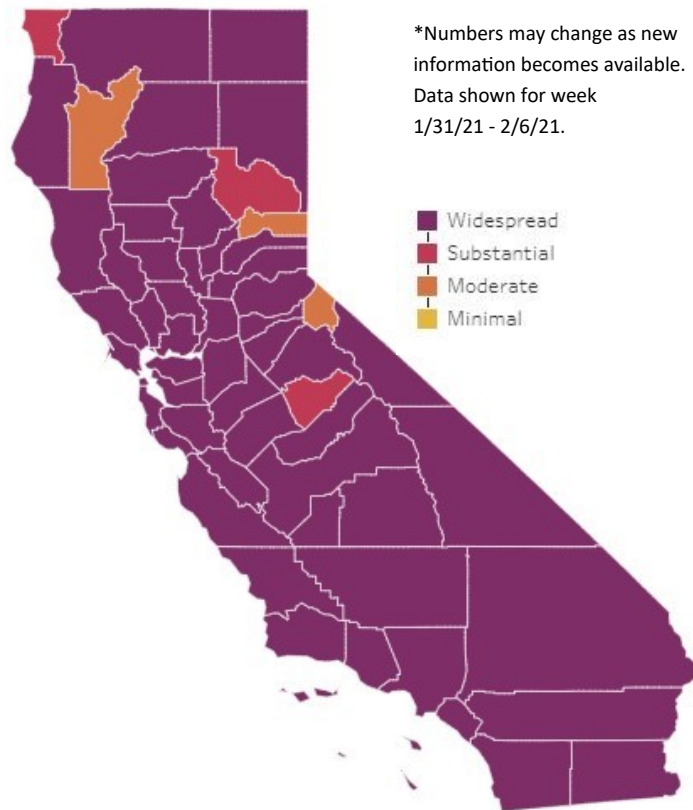 *Numbers may change as new
information becomes available.
Data shown for week
1/31/21 - 2/6/21.
Widespread
Substantial
Moderate
Minimal